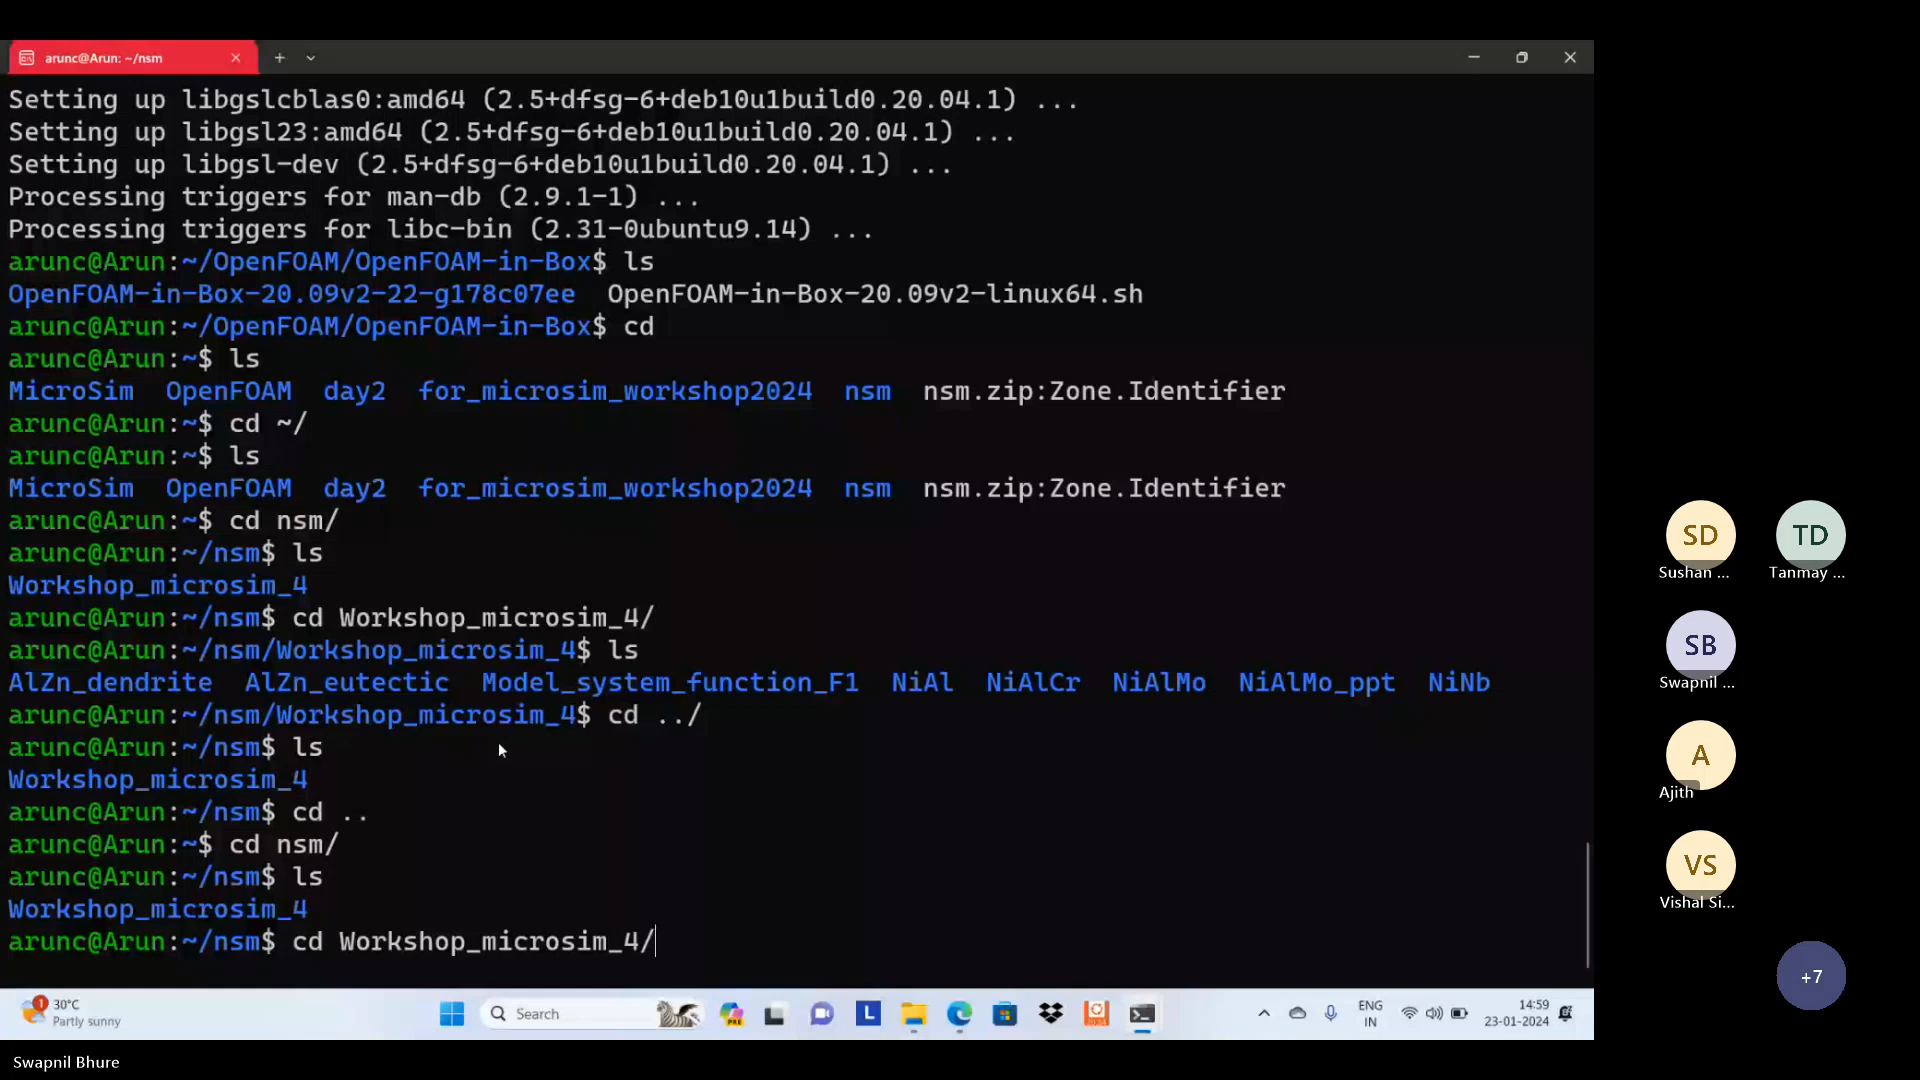 arunc@Arun: ~/nsm
Setting up libgslcblas0:amd64 (2.5+dfsg-6+deb10u1build0.20.04.1) ...
Setting up libgsl23:amd64 (2.5+dfsg-6+deb10u1build0.20.04.1) ...
Setting up libgsl-dev (2.5+dfsg-6+deb10u1build0.20.04.1) ...
Processing triggers for man-db (2.9.1-1) ...
Processing triggers for libc-bin (2.31-0ubuntu9.14) ...
arunc@Arun:~/OpenFOAM/OpenFOAM-in-Box$ ls
OpenFOAM-in-Box-20.09v2-22-g178c07ee  OpenFOAM-in-Box-20.09v2-linux64.sh
arunc@Arun:~/OpenFOAM/OpenFOAM-in-Box$ cd
arunc@Arun:~$ ls
MicroSim  OpenFOAM  day2  for_microsim_workshop2024  nsm  nsm.zip:Zone.Identifier
arunc@Arun:~$ cd ~/
arunc@Arun:~$ ls
MicroSim  OpenFOAM  day2  for_microsim_workshop2024  nsm  nsm.zip:Zone.Identifier
arunc@Arun:~$ cd nsm/
arunc@Arun:~/nsm$ ls
Workshop_microsim_4
arunc@Arun:~/nsm$ cd Workshop_microsim_4/
arunc@Arun:~/nsm/Workshop_microsim_4$ ls
AlZn_dendrite  AlZn_eutectic  Model_system_function_F1  NiAl  NiAlCr  NiAlMo  NiAlMo_ppt  NiNb
arunc@Arun:~/nsm/Workshop_microsim_4$ cd ../
arunc@Arun:~/nsm$ ls
Workshop_microsim_4
arunc@Arun:~/nsm$ cd ..
arunc@Arun:~$ cd nsm/
arunc@Arun:~/nsm$ ls
Workshop_microsim_4
arunc@Arun:~/nsm$ cd Workshop_microsim_4/
SD
Sushan ...
TD
Tanmay ...
SB
Swapnil ...
A
Ajith
VS
Vishal Si...
+7
1
30°C
Partly sunny
Search
PRE
L
ENG
IN
14:59
23-01-2024
Swapnil Bhure